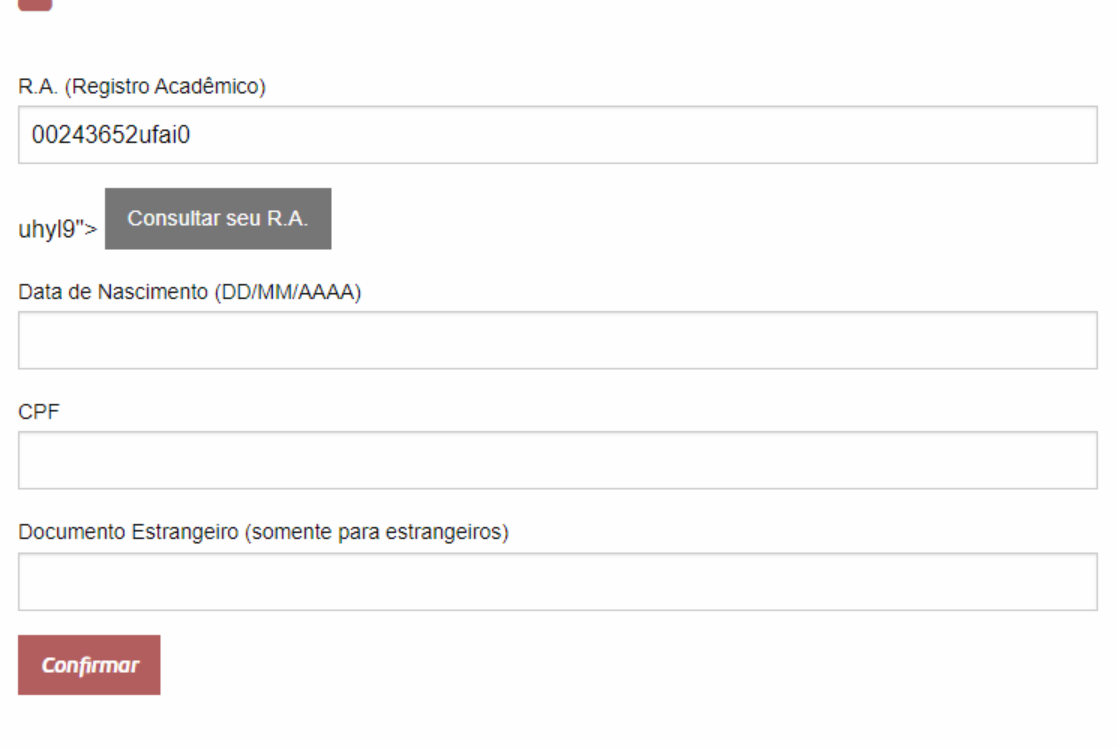 R.A. (Registro Acadêmico)
00243652ufai0
uhyl9"> Consultar seu R.A.
Data de Nascimento (DD/MM/AAAA)
CPF
Documento Estrangeiro (somente para estrangeiros)
Confirmar